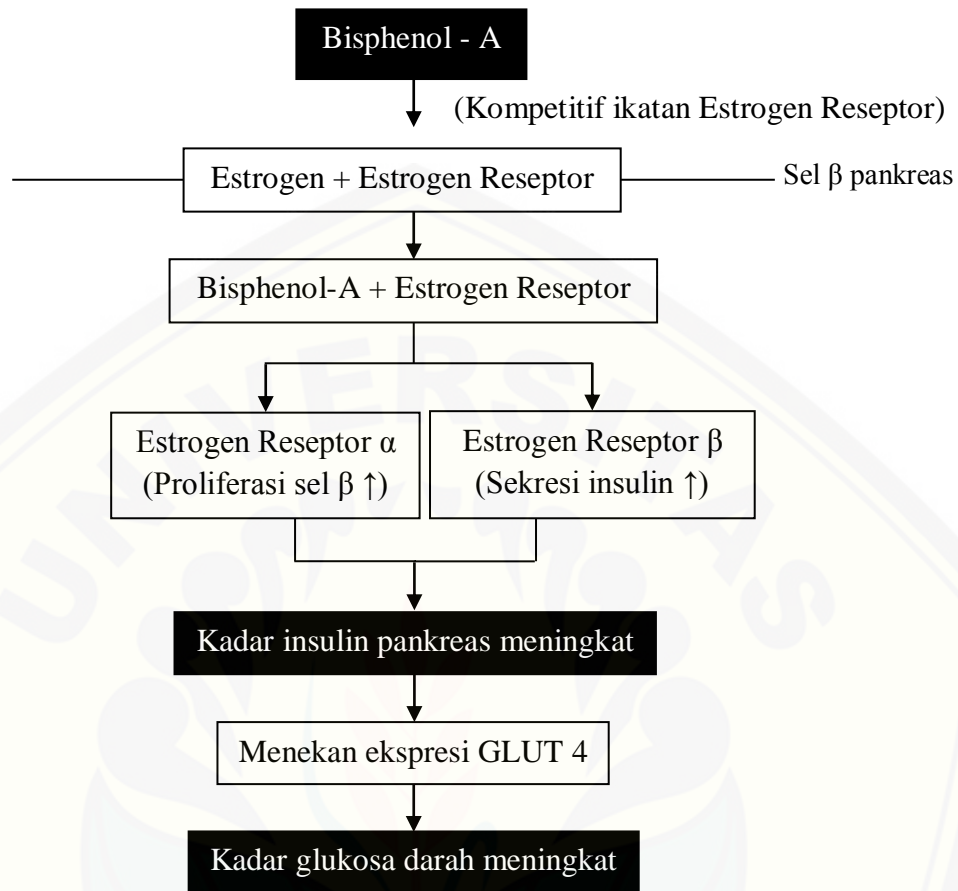 Bisphenol - A
(Kompetitif ikatan Estrogen Reseptor)
Estrogen + Estrogen Reseptor
Sel β pankreas
Bisphenol-A + Estrogen Reseptor
Estrogen Reseptor α
(Proliferasi sel β ↑)
Estrogen Reseptor β
(Sekresi insulin ↑)
Kadar insulin pankreas meningkat
Menekan ekspresi GLUT 4
Kadar glukosa darah meningkat
UNIVERSITAS